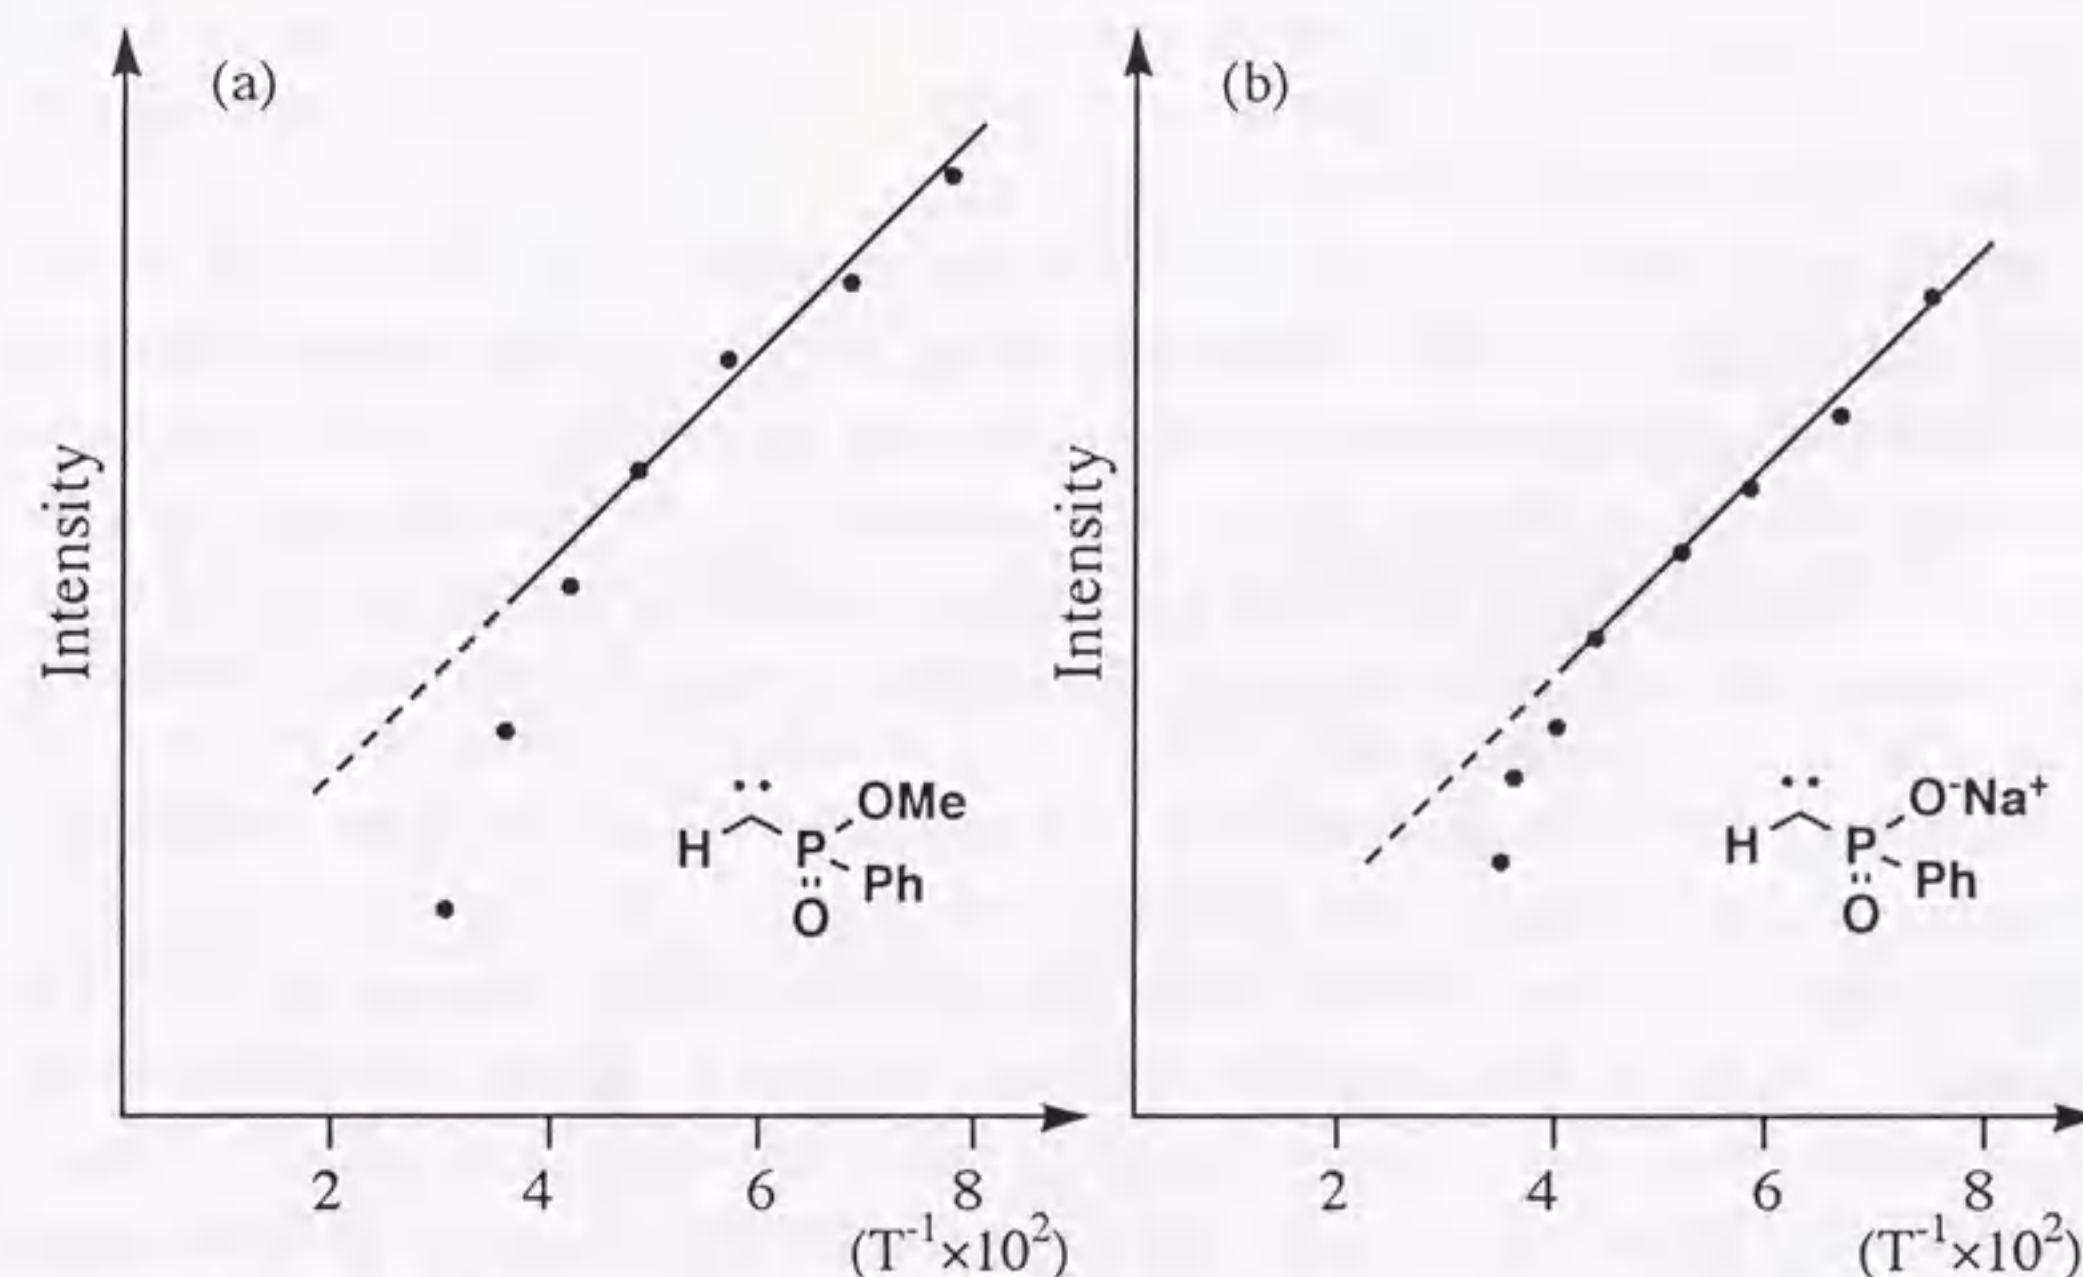 (a)
Intensity
OMe
H
P
Ph
O
2 4 6 8
(T⁻¹×10²)
(b)
Intensity
O⁻Na⁺
H
P
Ph
O
2 4 6 8
(T⁻¹×10²)